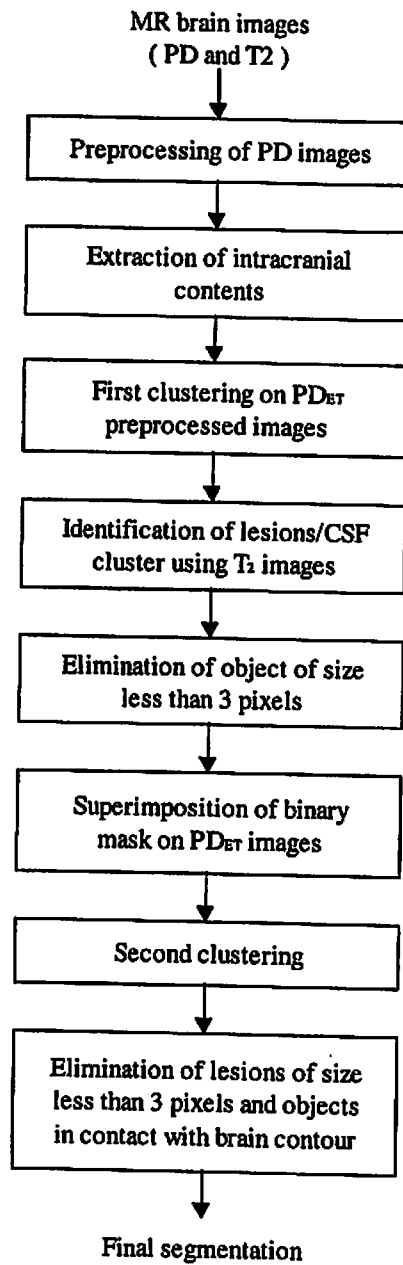 MR brain images
( PD and T2 )
Preprocessing of PD images
Extraction of intracranial
contents
First clustering on PDET
preprocessed images
Identification of lesions/CSF
cluster using T2 images
Elimination of object of size
less than 3 pixels
Superimposition of binary
mask on PDET images
Second clustering
Elimination of lesions of size
less than 3 pixels and objects
in contact with brain contour
Final segmentation